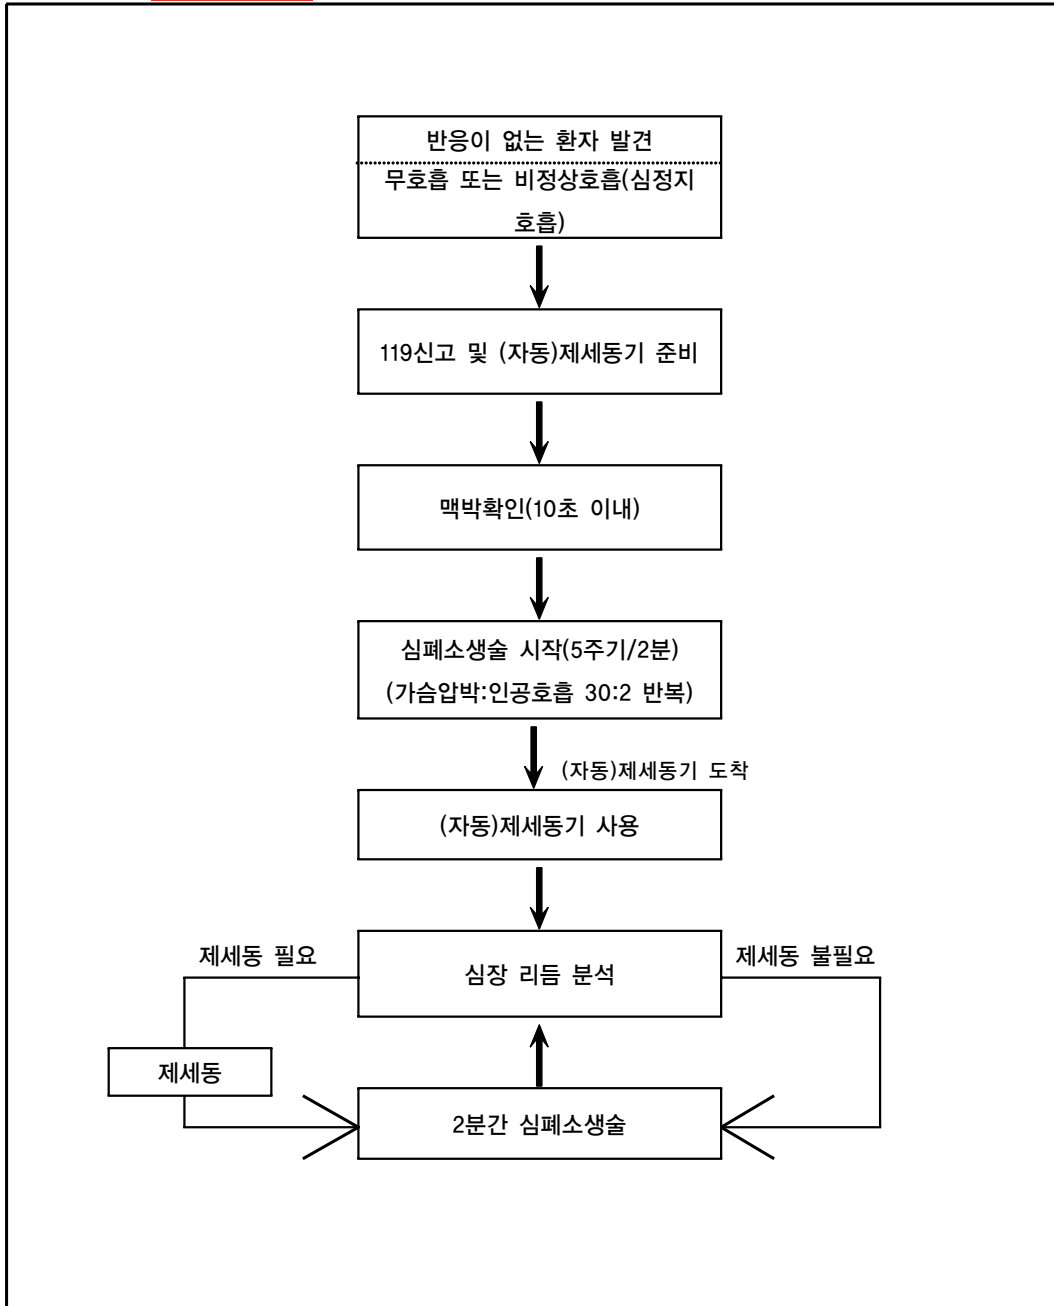 반응이 없는 환자 발견
무호흡 또는 비정상호흡(심정지
호흡)
119신고 및 (자동)제세동기 준비
맥박확인(10초 이내)
심폐소생술 시작(5주기/2분)
(가슴압박:인공호흡 30:2 반복)
(자동)제세동기 도착
(자동)제세동기 사용
제세동 필요
심장 리듬 분석
제세동 불필요
제세동
2분간 심폐소생술